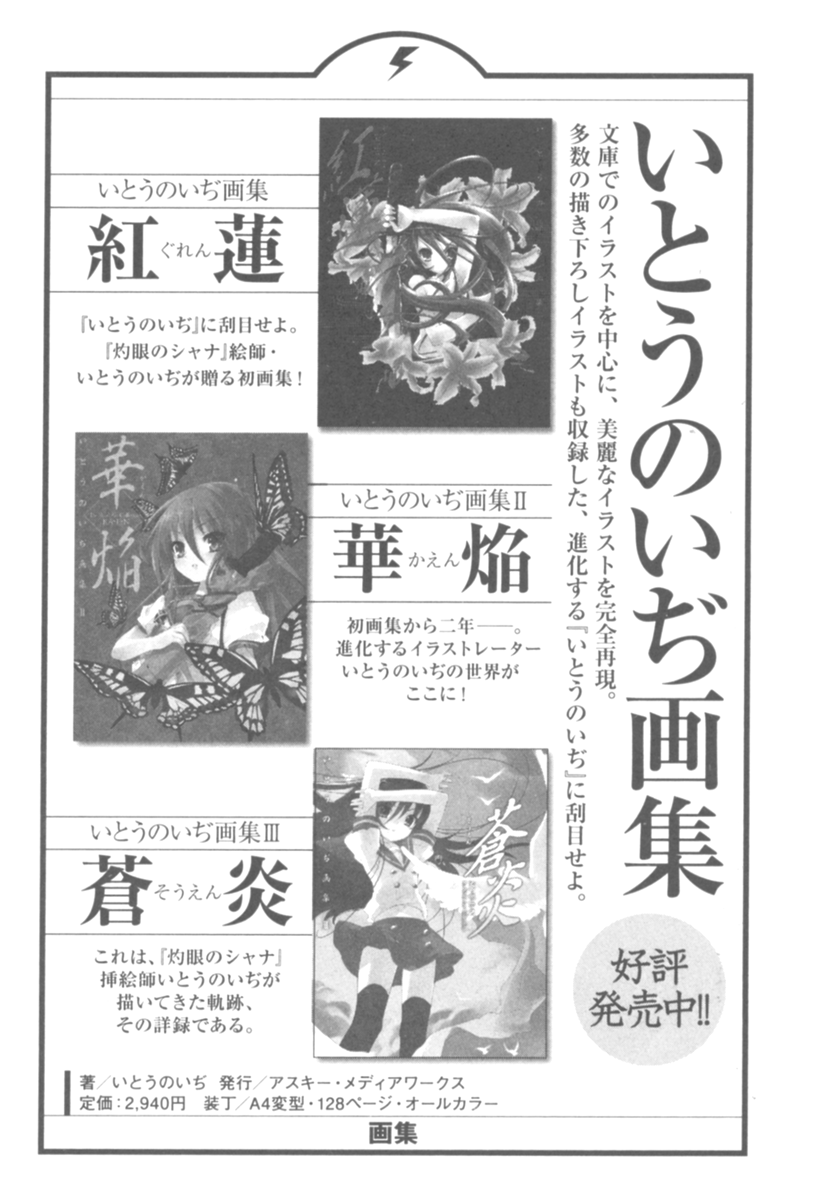 いとうのいぢ画集
文庫でのイラストを中心に、美麗なイラストを完全再現。
多数の描き下ろしイラストも収録した、進化する『いとうのいぢ』に刮目せよ。
いとうのいぢ画集
紅蓮
ぐれん
『いとうのいぢ』に刮目せよ。
『灼眼のシャナ』絵師・
いとうのいぢが贈る初画集!
紅
いとうのいぢ画集Ⅱ
華焔
かえん
初画集から二年——。
進化するイラストレーター
いとうのいぢの世界が
ここに!
華焔
いとうのいぢ画集Ⅱ
いとうのいぢ画集Ⅲ
蒼炎
そうえん
これは、『灼眼のシャナ』
挿絵師いとうのいぢが
描いてきた軌跡、
その詳録である。
蒼炎
好評
発売中!!
著/いとうのいぢ 発行/アスキー・メディアワークス
定価:2,940円 装丁/A4変型・128ページ・オールカラー
画集